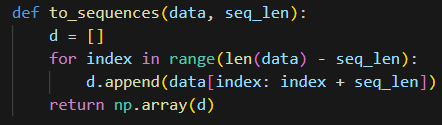 def to_sequences(data, seq_len):
    d = []
    for index in range(len(data) - seq_len):
        d.append(data[index: index + seq_len])
    return np.array(d)